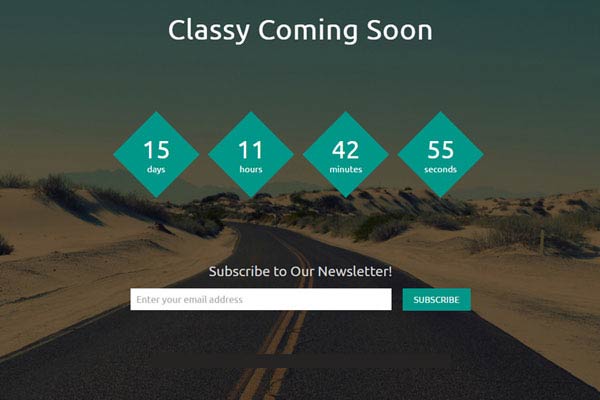 Classy Coming Soon
15 11 42 55
days hours minutes seconds
Subscribe to Our Newsletter!
Enter your email address SUBSCRIBE